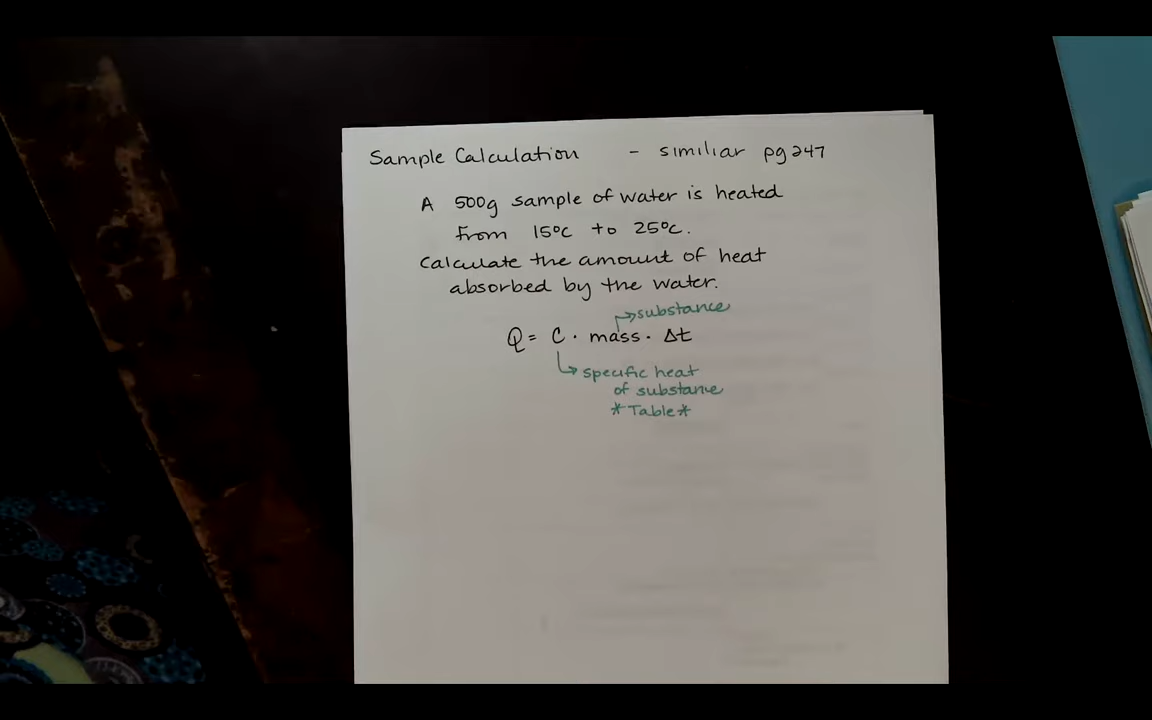 Sample Calculation - similiar pg 247
A 500g sample of water is heated
from 15°C to 25°C.
Calculate the amount of heat
absorbed by the water.
→substance
Q = C · mass · Δt
→ specific heat
of substance
*Table*